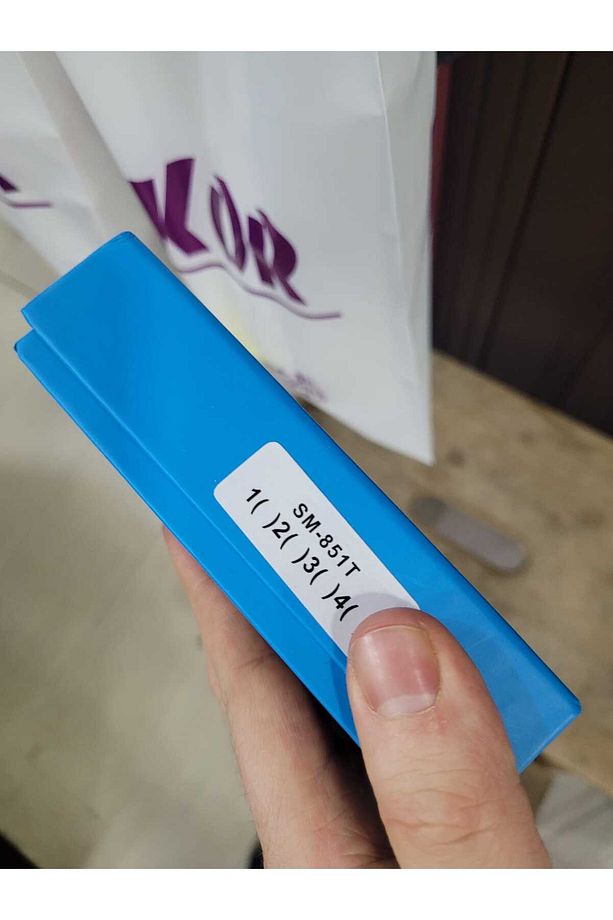 KOR
SM-851T
1( )2( )3( )4(